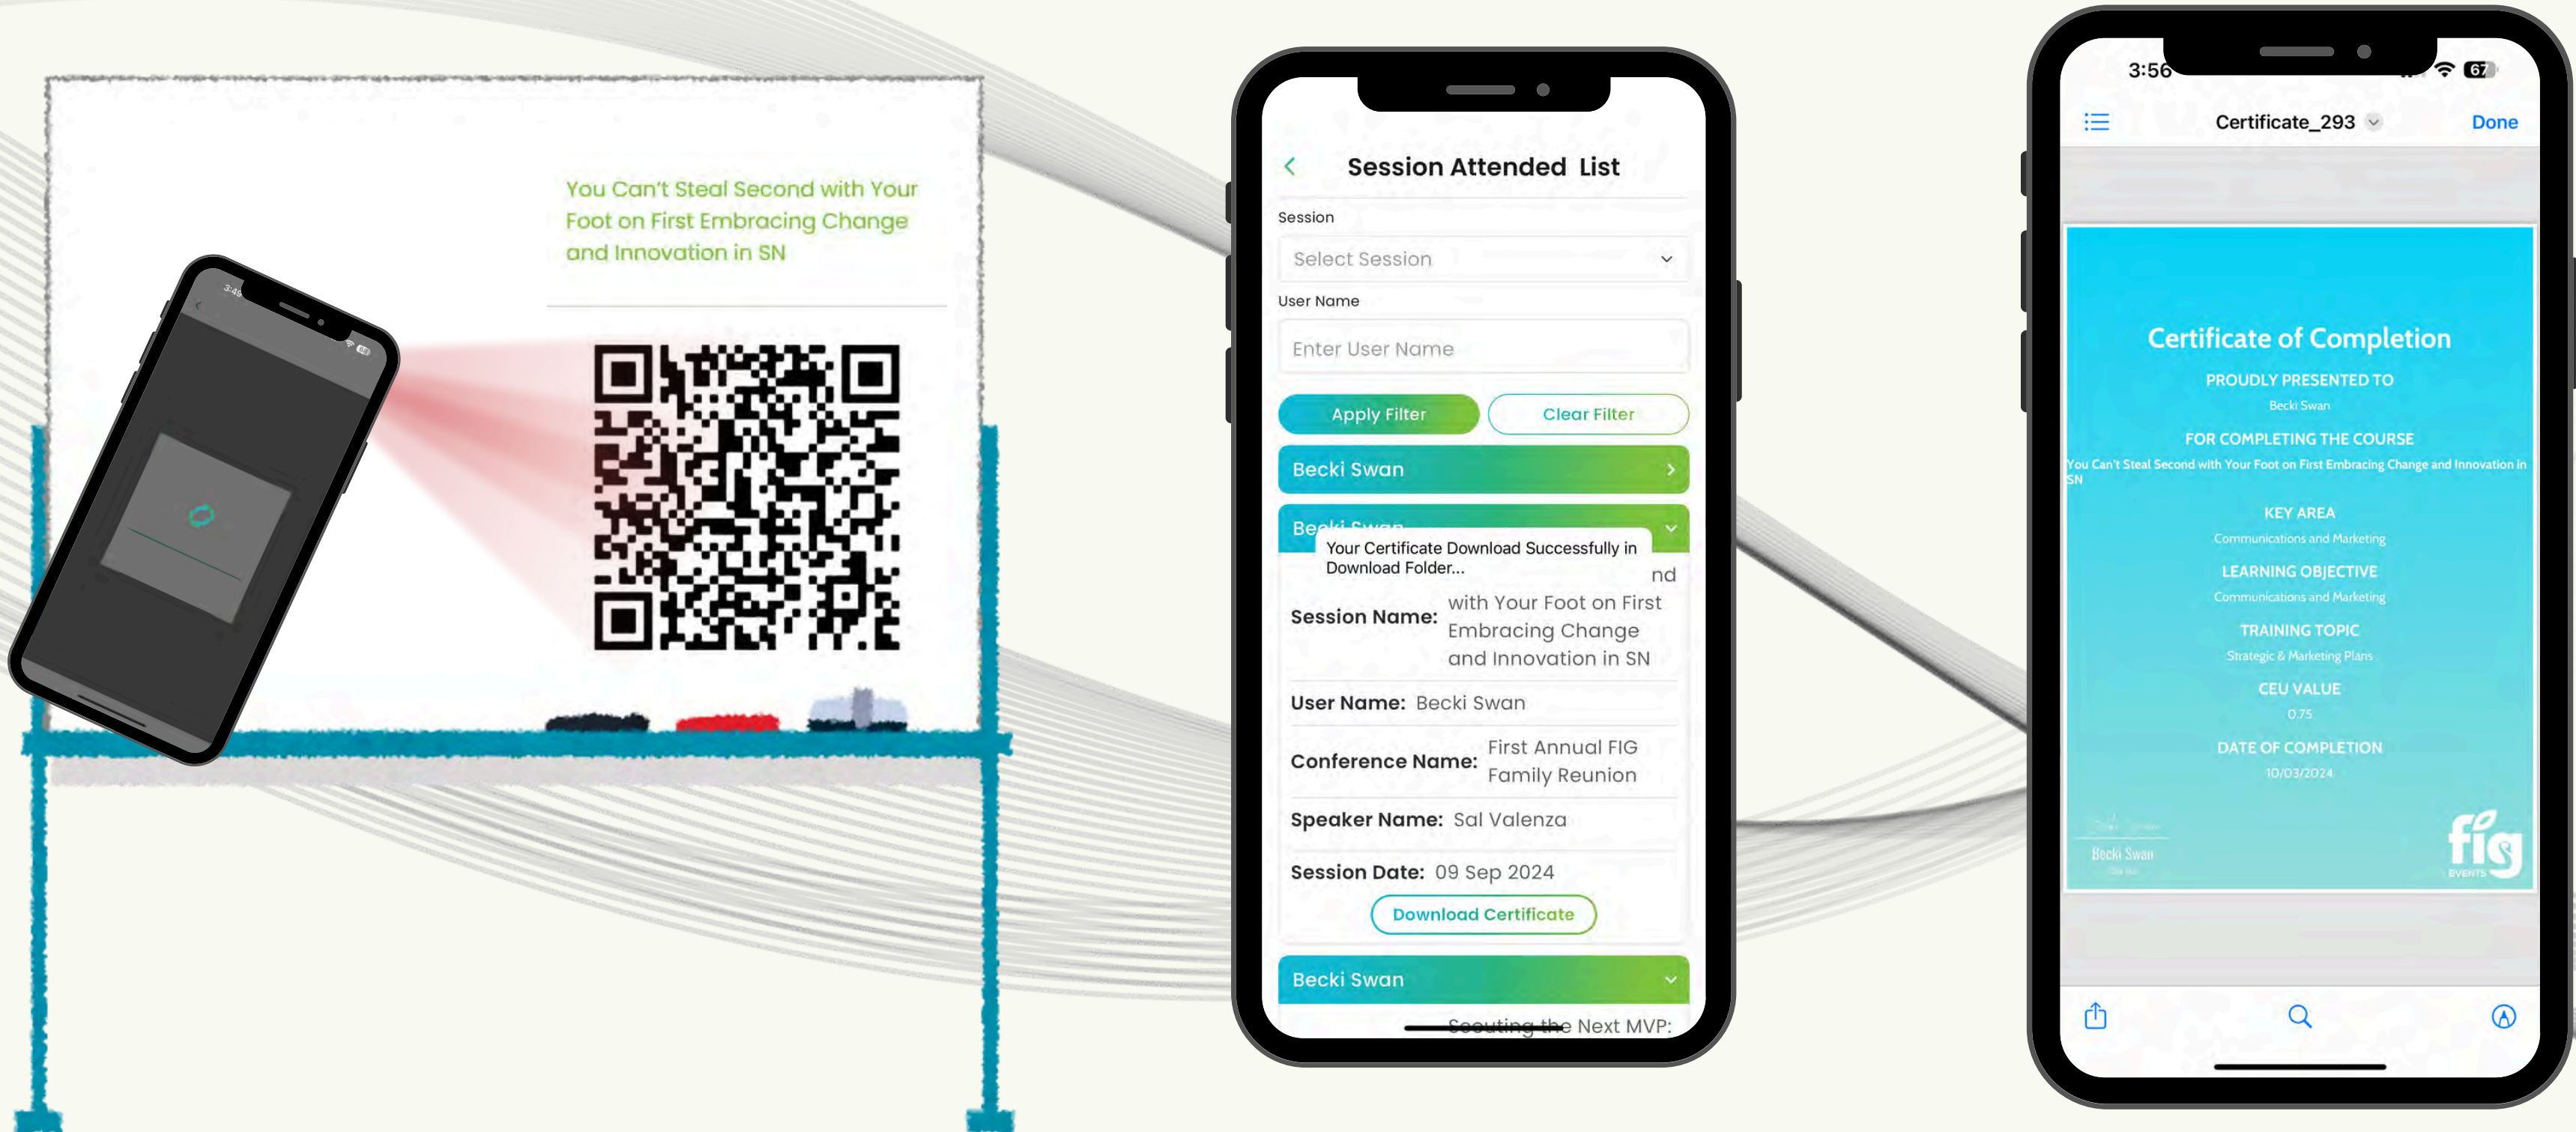 You Can't Steal Second with Your
Foot on First Embracing Change
and Innovation in SN
3:49
Session Attended List
Session
Select Session
User Name
Enter User Name
Apply Filter
Clear Filter
Becki Swan
Becki Swan
Your Certificate Download Successfully in
Download Folder...
nd
Session Name:
with Your Foot on First
Embracing Change
and Innovation in SN
User Name: Becki Swan
Conference Name:
First Annual FIG
Family Reunion
Speaker Name: Sal Valenza
Session Date: 09 Sep 2024
Download Certificate
Becki Swan
Scouting the Next MVP:
3:56
67
Certificate_293
Done
Certificate of Completion
PROUDLY PRESENTED TO
Becki Swan
FOR COMPLETING THE COURSE
You Can't Steal Second with Your Foot on First Embracing Change and Innovation in
SN
KEY AREA
Communications and Marketing
LEARNING OBJECTIVE
Communications and Marketing
TRAINING TOPIC
Strategic & Marketing Plans
CEU VALUE
0.75
DATE OF COMPLETION
10/03/2024
Becki Swan
fig
EVENTS